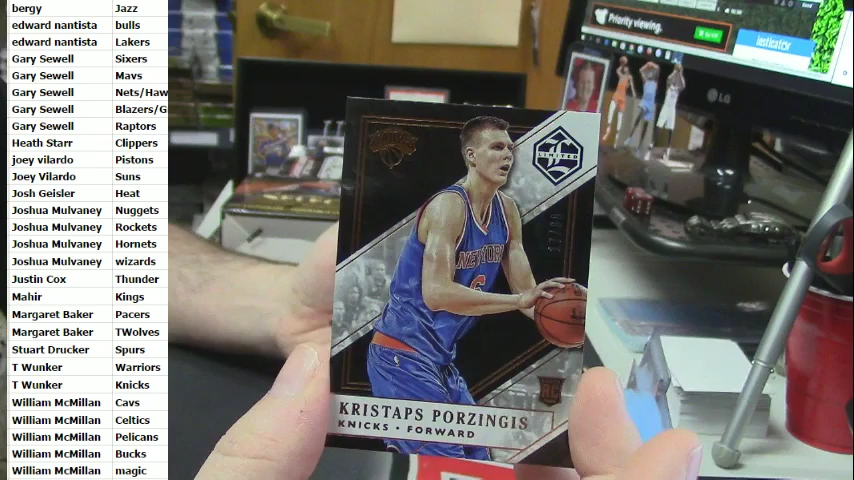 bergy Jazz
edward nantista bulls
edward nantista Lakers
Gary Sewell Sixers
Gary Sewell Mavs
Gary Sewell Nets/Haw
Gary Sewell Blazers/G
Gary Sewell Raptors
Heath Starr Clippers
joey vilardo Pistons
Joey Vilardo Suns
Josh Geisler Heat
Joshua Mulvaney Nuggets
Joshua Mulvaney Rockets
Joshua Mulvaney Hornets
Joshua Mulvaney wizards
Justin Cox Thunder
Mahir Kings
Margaret Baker Pacers
Margaret Baker TWolves
Stuart Drucker Spurs
T Wunker Warriors
T Wunker Knicks
William McMillan Cavs
William McMillan Celtics
William McMillan Pelicans
William McMillan Bucks
William McMillan magic
Priority viewing.
insticator
LG
LIMITED
NEW YORK
6
RC
KRISTAPS PORZINGIS
KNICKS • FORWARD